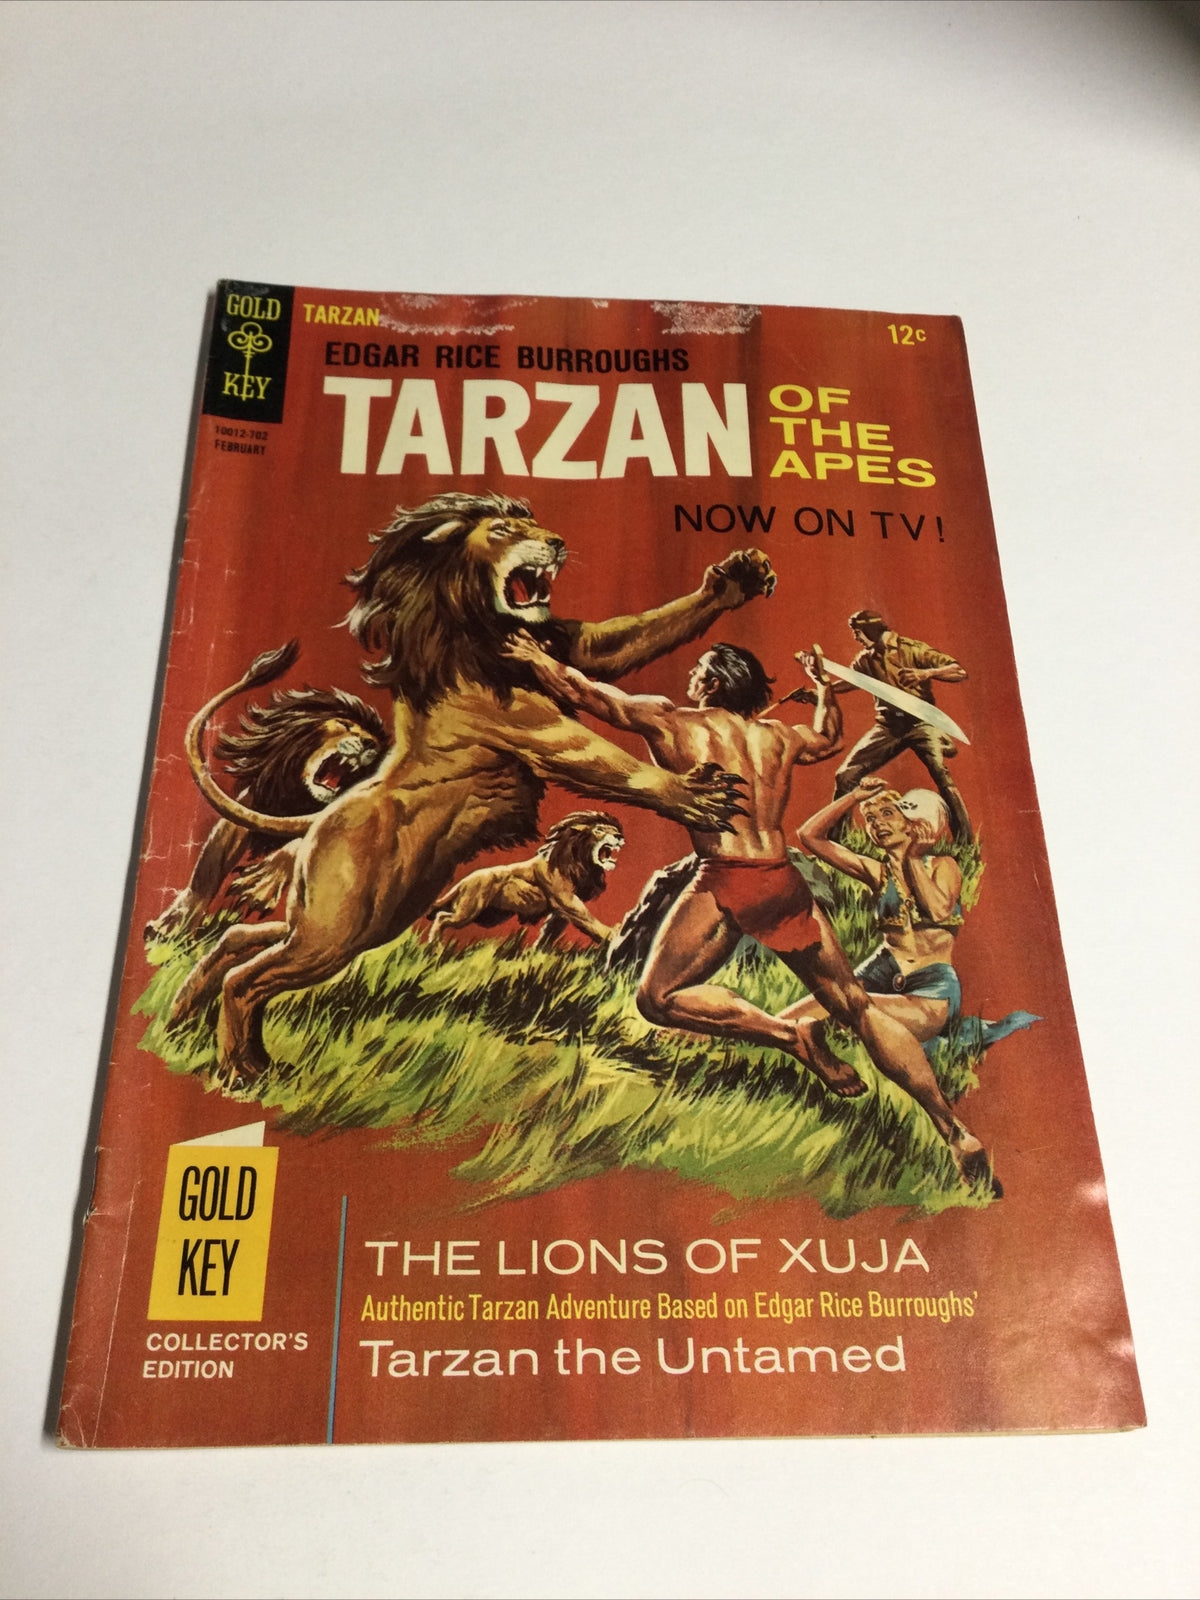 GOLD
KEY
TARZAN
12c
EDGAR RICE BURROUGHS
TARZAN OF
THE
APES
10012-702
FEBRUARY
NOW ON TV!
GOLD
KEY
COLLECTOR'S
EDITION
THE LIONS OF XUJA
Authentic Tarzan Adventure Based on Edgar Rice Burroughs'
Tarzan the Untamed